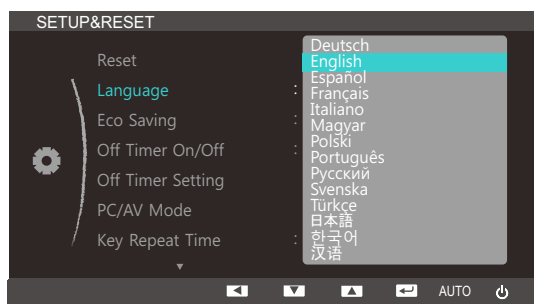 SETUP&RESET
Reset
Language :
Eco Saving :
Off Timer On/Off :
Off Timer Setting
PC/AV Mode
Key Repeat Time :
Deutsch
English
Español
Français
Italiano
Magyar
Polski
Português
Русский
Svenska
Türkçe
日本語
한국어
汉语
AUTO